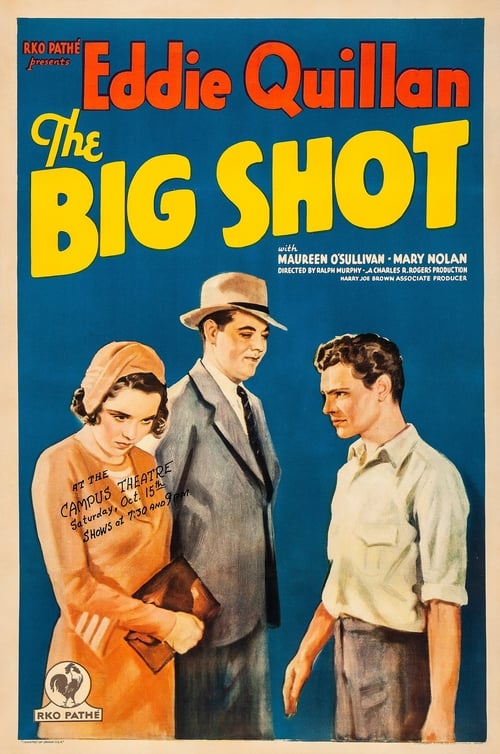 RKO PATHÉ
presents
Eddie Quillan
The
BIG SHOT
with
MAUREEN O'SULLIVAN - MARY NOLAN
DIRECTED BY RALPH MURPHY - A CHARLES R. ROGERS PRODUCTION
HARRY JOE BROWN ASSOCIATE PRODUCER
AT THE
CAMPUS THEATRE
Saturday, Oct. 15th
SHOWS at 7:30 AND 9 P.M.
RKO PATHÉ